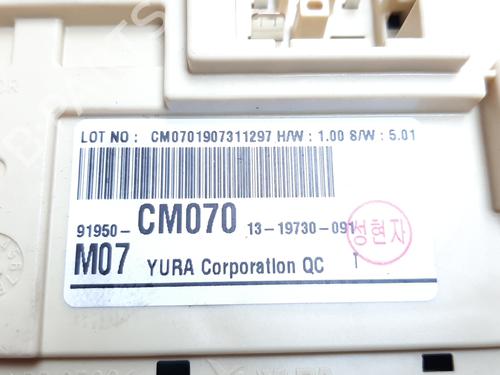 LOT NO : CM0701907311297 H/W : 1.00 S/W : 5.01
91950- CM070 13-19730-091
M07 YURA Corporation QC 1
성현자